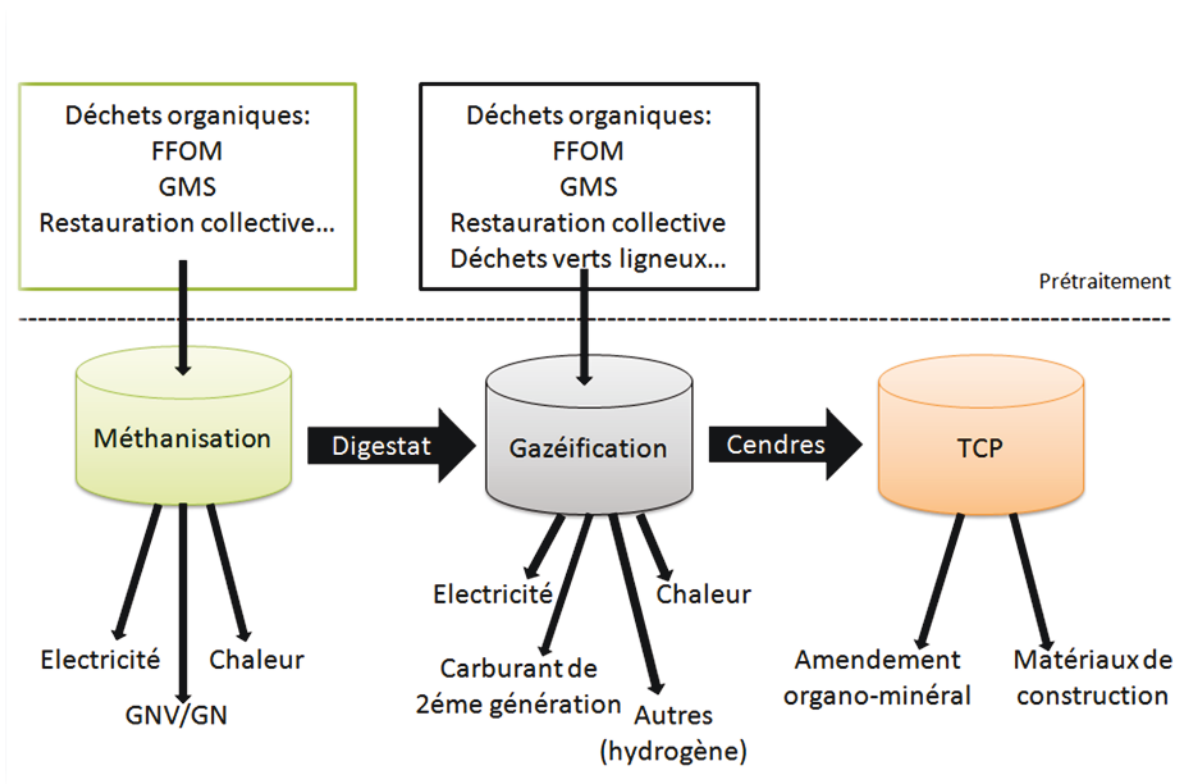 Déchets organiques:
FFOM
GMS
Restauration collective...
Déchets organiques:
FFOM
GMS
Restauration collective
Déchets verts ligneux...
Prétraitement
Méthanisation
Digestat
Gazéification
Cendres
TCP
Electricité
Chaleur
GNV/GN
Electricité
Chaleur
Carburant de
2éme génération
Autres
(hydrogène)
Amendement
organo-minéral
Matériaux de
construction